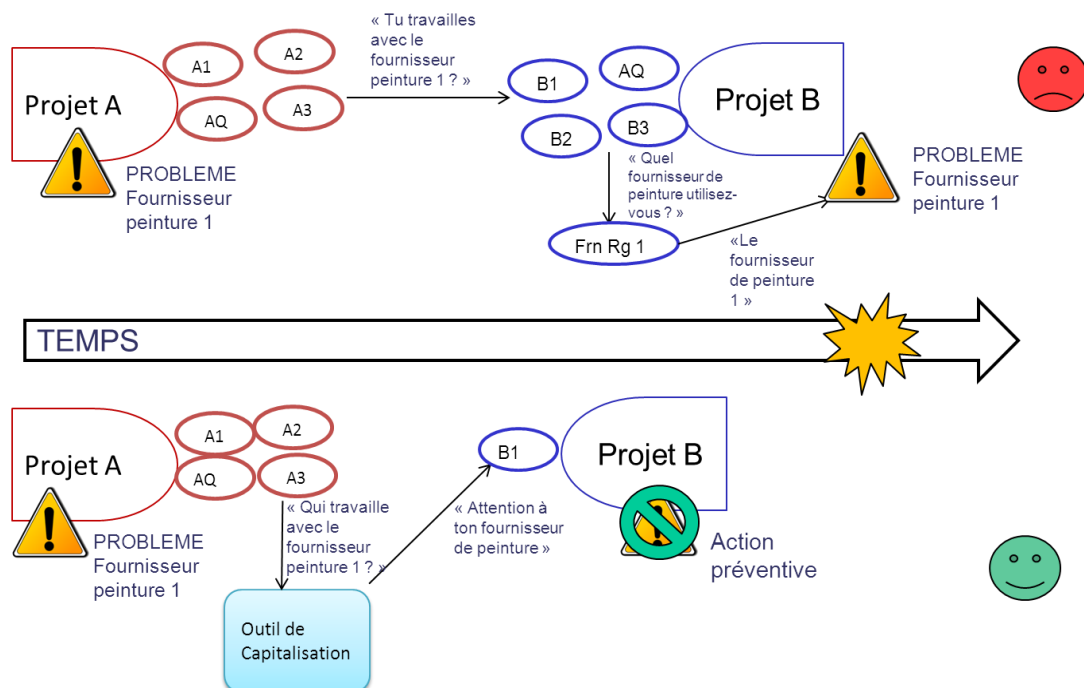 « Tu travailles
avec le
fournisseur
peinture 1 ? »
A1
A2
Projet A
AQ
A3
PROBLEME
Fournisseur
peinture 1
B1
AQ
Projet B
B2
B3
« Quel
fournisseur de
peinture utilisez-
vous ? »
Frn Rg 1
«Le
fournisseur
de peinture
1 »
PROBLEME
Fournisseur
peinture 1
TEMPS
A1
A2
Projet A
AQ
A3
PROBLEME
Fournisseur
peinture 1
« Qui travaille
avec le
fournisseur
peinture 1 ? »
Outil de
Capitalisation
B1
Projet B
« Attention à
ton fournisseur
de peinture »
Action
préventive